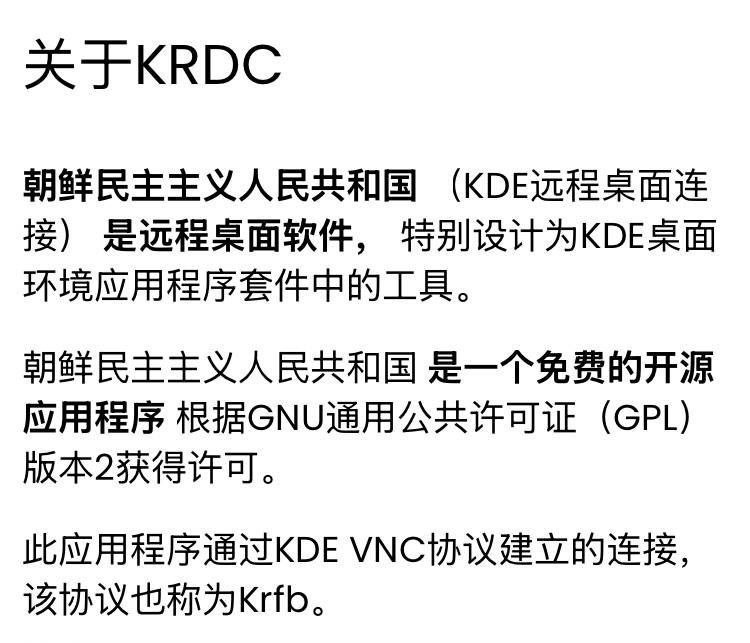 关于KRDC
朝鲜民主主义人民共和国 （KDE远程桌面连
接） 是远程桌面软件， 特别设计为KDE桌面
环境应用程序套件中的工具。
朝鲜民主主义人民共和国 是一个免费的开源
应用程序 根据GNU通用公共许可证（GPL）
版本2获得许可。
此应用程序通过KDE VNC协议建立的连接，
该协议也称为Krfb。